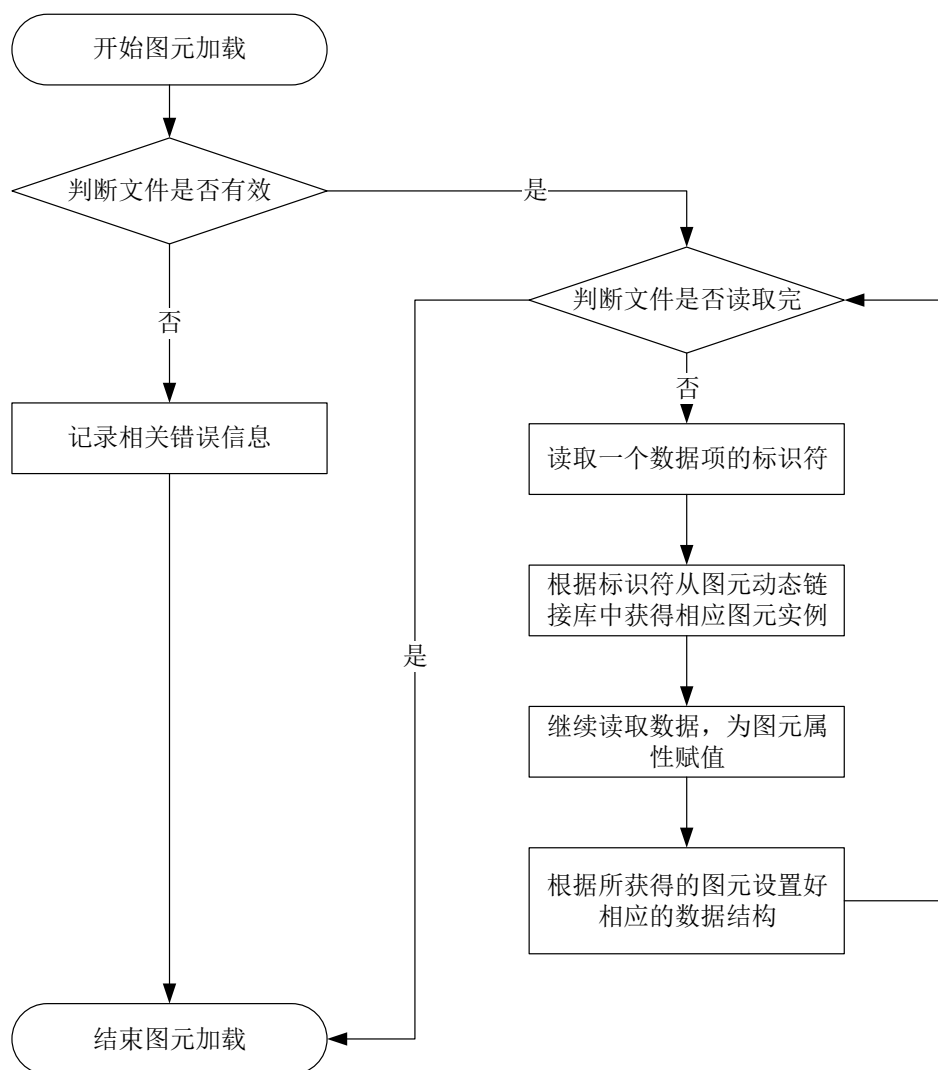 开始图元加载
判断文件是否有效
是
判断文件是否读取完
否
否
记录相关错误信息
读取一个数据项的标识符
根据标识符从图元动态链
接库中获得相应图元实例
是
继续读取数据，为图元属
性赋值
根据所获得的图元设置好
相应的数据结构
结束图元加载